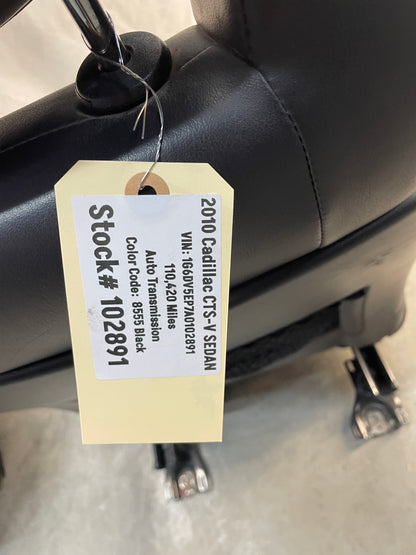 2010 Cadillac CTS-V SEDAN
VIN: 1G6DV5EP7A0102891
110,420 Miles
Auto Transmission
Color Code: 8555 Black
Stock# 102891